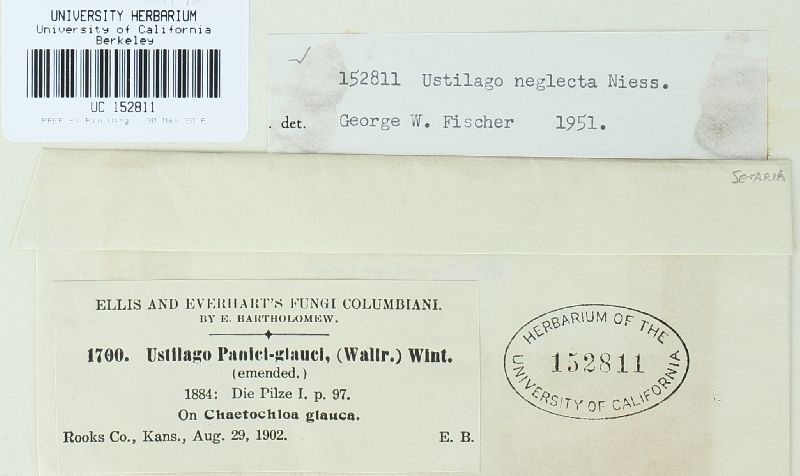 UNIVERSITY HERBARIUM
University of California
Berkeley
UC 152811
152811 Ustilago neglecta Niess.
det. George W. Fischer 1951.
Setaria
ELLIS AND EVERHART'S FUNGI COLUMBIANI.
BY E. BARTHOLOMEW.
1700. Ustilago Panici-glauci, (Wallr.) Wint.
(emended.)
1884: Die Pilze I. p. 97.
On Chaetochloa glauca.
Rooks Co., Kans., Aug. 29, 1902. E. B.
HERBARIUM OF THE
152811
UNIVERSITY OF CALIFORNIA